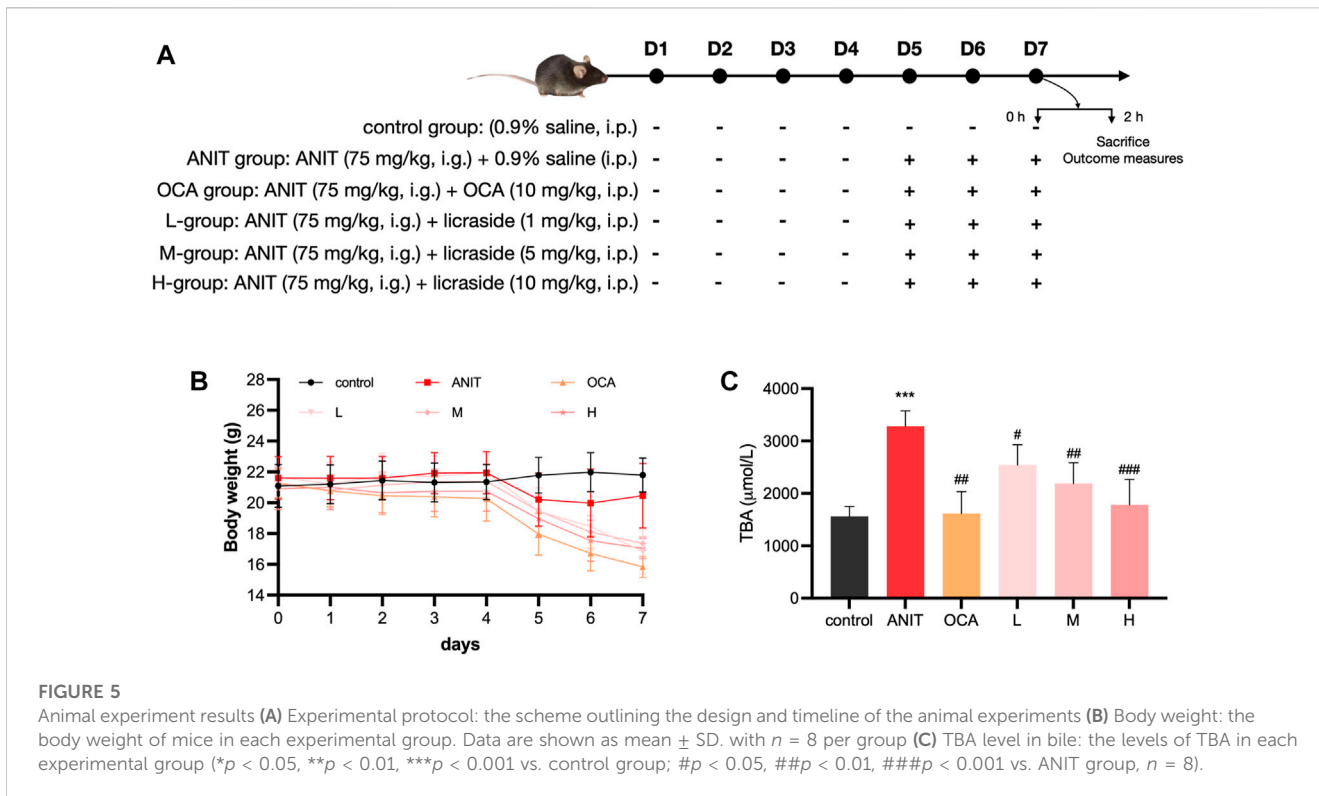 A
D1 D2 D3 D4 D5 D6 D7
0 h 2 h
Sacrifice
Outcome measures
control group: (0.9% saline, i.p.) - - - - - - -
ANIT group: ANIT (75 mg/kg, i.g.) + 0.9% saline (i.p.) - - - - + + +
OCA group: ANIT (75 mg/kg, i.g.) + OCA (10 mg/kg, i.p.) - - - - + + +
L-group: ANIT (75 mg/kg, i.g.) + licraside (1 mg/kg, i.p.) - - - - + + +
M-group: ANIT (75 mg/kg, i.g.) + licraside (5 mg/kg, i.p.) - - - - + + +
H-group: ANIT (75 mg/kg, i.g.) + licraside (10 mg/kg, i.p.) - - - - + + +
B
control ANIT OCA
L M H
Body weight (g)
28
26
24
22
20
18
16
14
0 1 2 3 4 5 6 7
days
C
TBA (μmol/L)
4000
3000
2000
1000
0
*** ## # ## ###
control ANIT OCA L M H
FIGURE 5
Animal experiment results (A) Experimental protocol: the scheme outlining the design and timeline of the animal experiments (B) Body weight: the
body weight of mice in each experimental group. Data are shown as mean ± SD. with n = 8 per group (C) TBA level in bile: the levels of TBA in each
experimental group (*p < 0.05, **p < 0.01, ***p < 0.001 vs. control group; #p < 0.05, ##p < 0.01, ###p < 0.001 vs. ANIT group, n = 8).